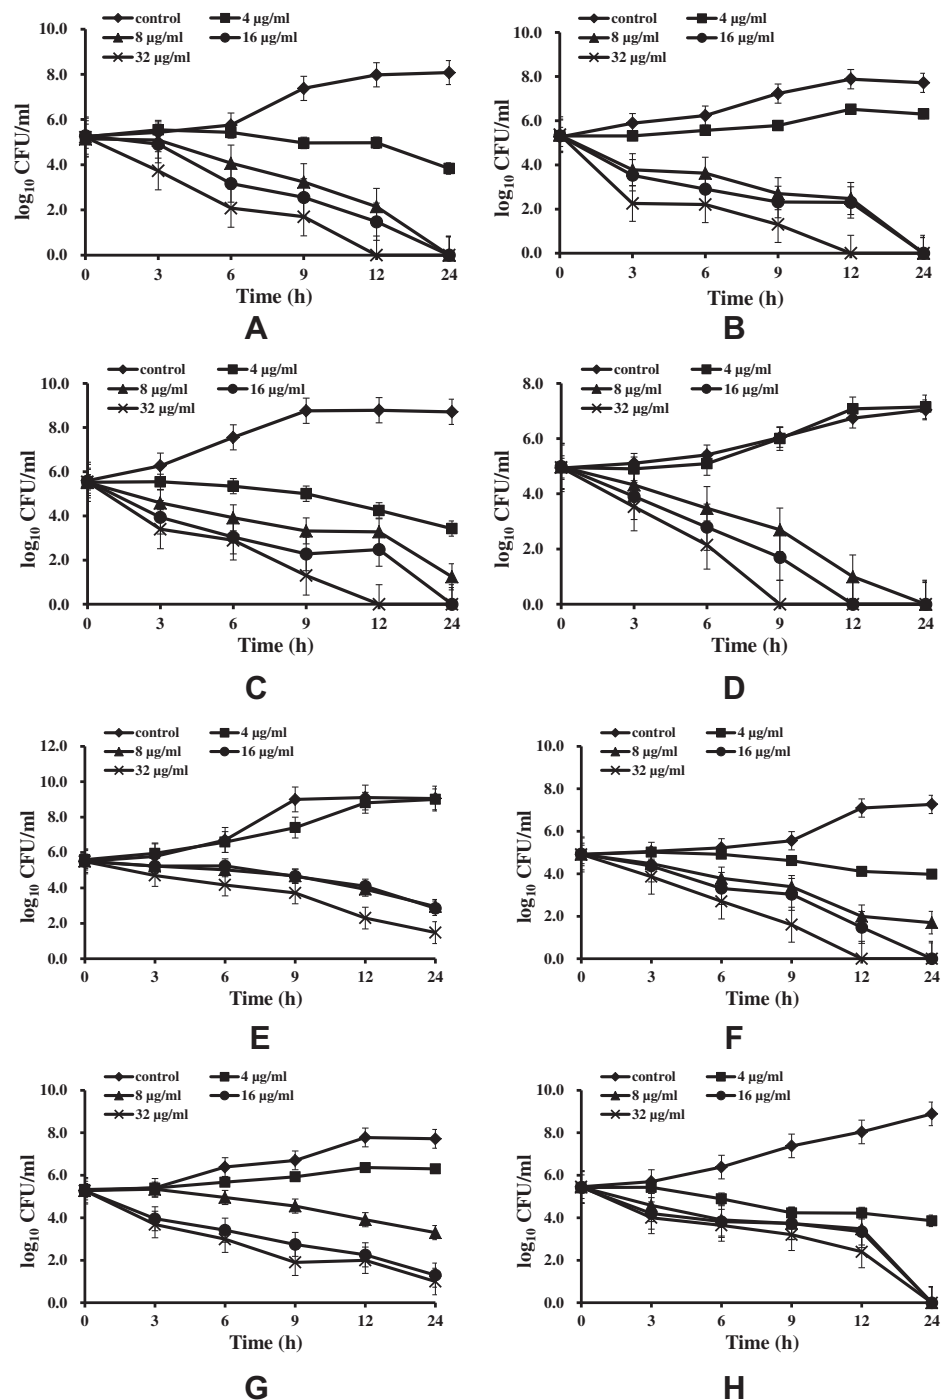 control 4 µg/ml
8 µg/ml 16 µg/ml
32 µg/ml
10.0
8.0
6.0
4.0
2.0
0.0
log10 CFU/ml
0 3 6 9 12 24
Time (h)
A
control 4 µg/ml
8 µg/ml 16 µg/ml
32 µg/ml
10.0
8.0
6.0
4.0
2.0
0.0
log10 CFU/ml
0 3 6 9 12 24
Time (h)
B
control 4 µg/ml
8 µg/ml 16 µg/ml
32 µg/ml
10.0
8.0
6.0
4.0
2.0
0.0
log10 CFU/ml
0 3 6 9 12 24
Time (h)
C
control 4 µg/ml
8 µg/ml 16 µg/ml
32 µg/ml
8.0
6.0
4.0
2.0
0.0
log10 CFU/ml
0 3 6 9 12 24
Time (h)
D
control 4 µg/ml
8 µg/ml 16 µg/ml
32 µg/ml
12.0
10.0
8.0
6.0
4.0
2.0
0.0
log10 CFU/ml
0 3 6 9 12 24
Time (h)
E
control 4 µg/ml
8 µg/ml 16 µg/ml
32 µg/ml
10.0
8.0
6.0
4.0
2.0
0.0
log10 CFU/ml
0 3 6 9 12 24
Time (h)
F
control 4 µg/ml
8 µg/ml 16 µg/ml
32 µg/ml
10.0
8.0
6.0
4.0
2.0
0.0
log10 CFU/ml
0 3 6 9 12 24
Time (h)
G
control 4 µg/ml
8 µg/ml 16 µg/ml
32 µg/ml
10.0
8.0
6.0
4.0
2.0
0.0
log10 CFU/ml
0 3 6 9 12 24
Time (h)
H